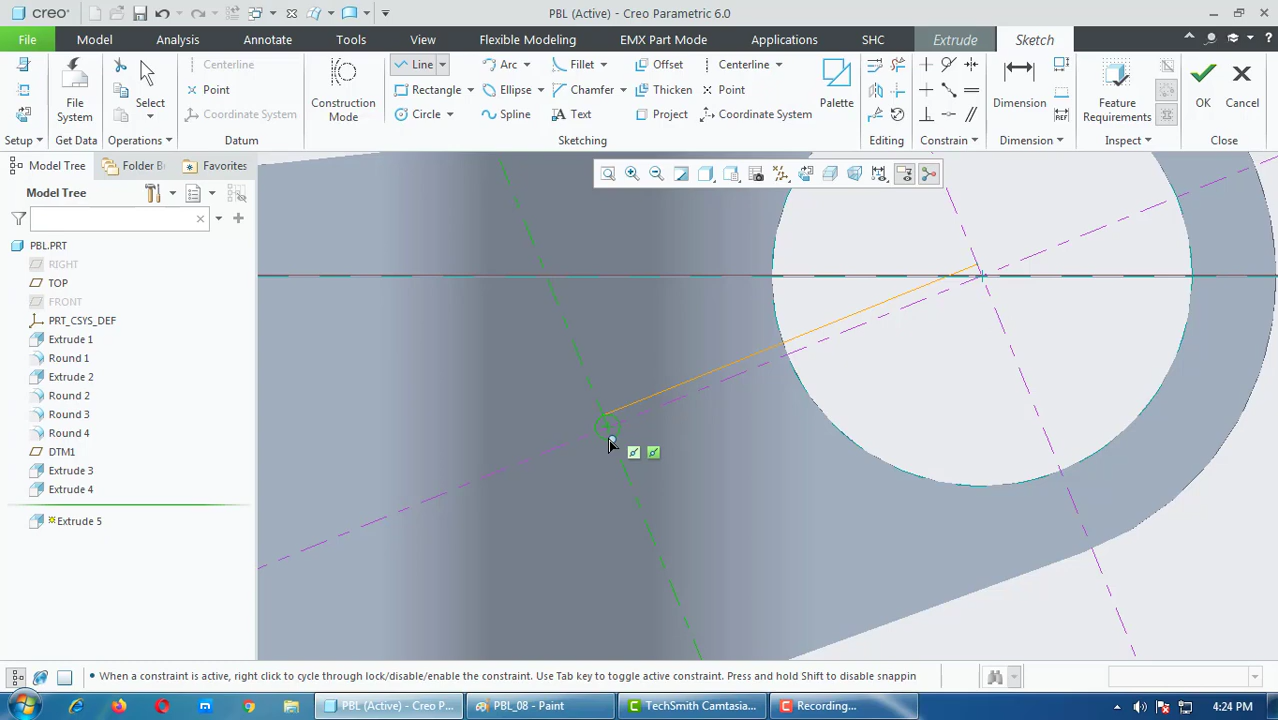 creo
PBL (Active) - Creo Parametric 6.0
File
Model
Analysis
Annotate
Tools
View
Flexible Modeling
EMX Part Mode
Applications
SHC
Extrude
Sketch
File System
Select
Centerline
Point
Coordinate System
Construction Mode
Line
Rectangle
Circle
Arc
Ellipse
Spline
Fillet
Chamfer
Text
Offset
Thicken
Project
Centerline
Point
Coordinate System
Palette
Dimension
Feature Requirements
OK
Cancel
Setup
Get Data
Operations
Datum
Sketching
Editing
Constrain
Dimension
Inspect
Close
Model Tree
Folder B
Favorites
Model Tree
PBL.PRT
RIGHT
TOP
FRONT
PRT_CSYS_DEF
Extrude 1
Round 1
Extrude 2
Round 2
Round 3
Round 4
DTM1
Extrude 3
Extrude 4
Extrude 5
When a constraint is active, right click to cycle through lock/disable/enable the constraint. Use Tab key to toggle active constraint. Press and hold Shift to disable snappin
PBL (Active) - Creo P...
PBL_08 - Paint
TechSmith Camtasia...
Recording...
4:24 PM